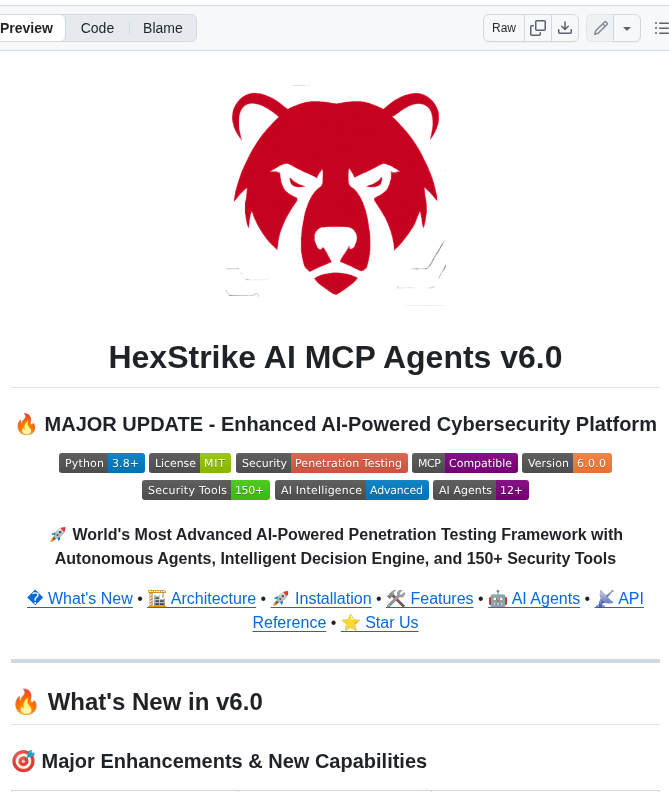 Preview Code Blame Raw
HexStrike AI MCP Agents v6.0
🔥 MAJOR UPDATE - Enhanced AI-Powered Cybersecurity Platform
Python 3.8+ License MIT Security Penetration Testing MCP Compatible Version 6.0.0
Security Tools 150+ AI Intelligence Advanced AI Agents 12+
🚀 World's Most Advanced AI-Powered Penetration Testing Framework with
Autonomous Agents, Intelligent Decision Engine, and 150+ Security Tools
� What's New • 🏗️ Architecture • 🚀 Installation • 🛠️ Features • 🤖 AI Agents • 📡 API
Reference • ⭐ Star Us
🔥 What's New in v6.0
🎯 Major Enhancements & New Capabilities